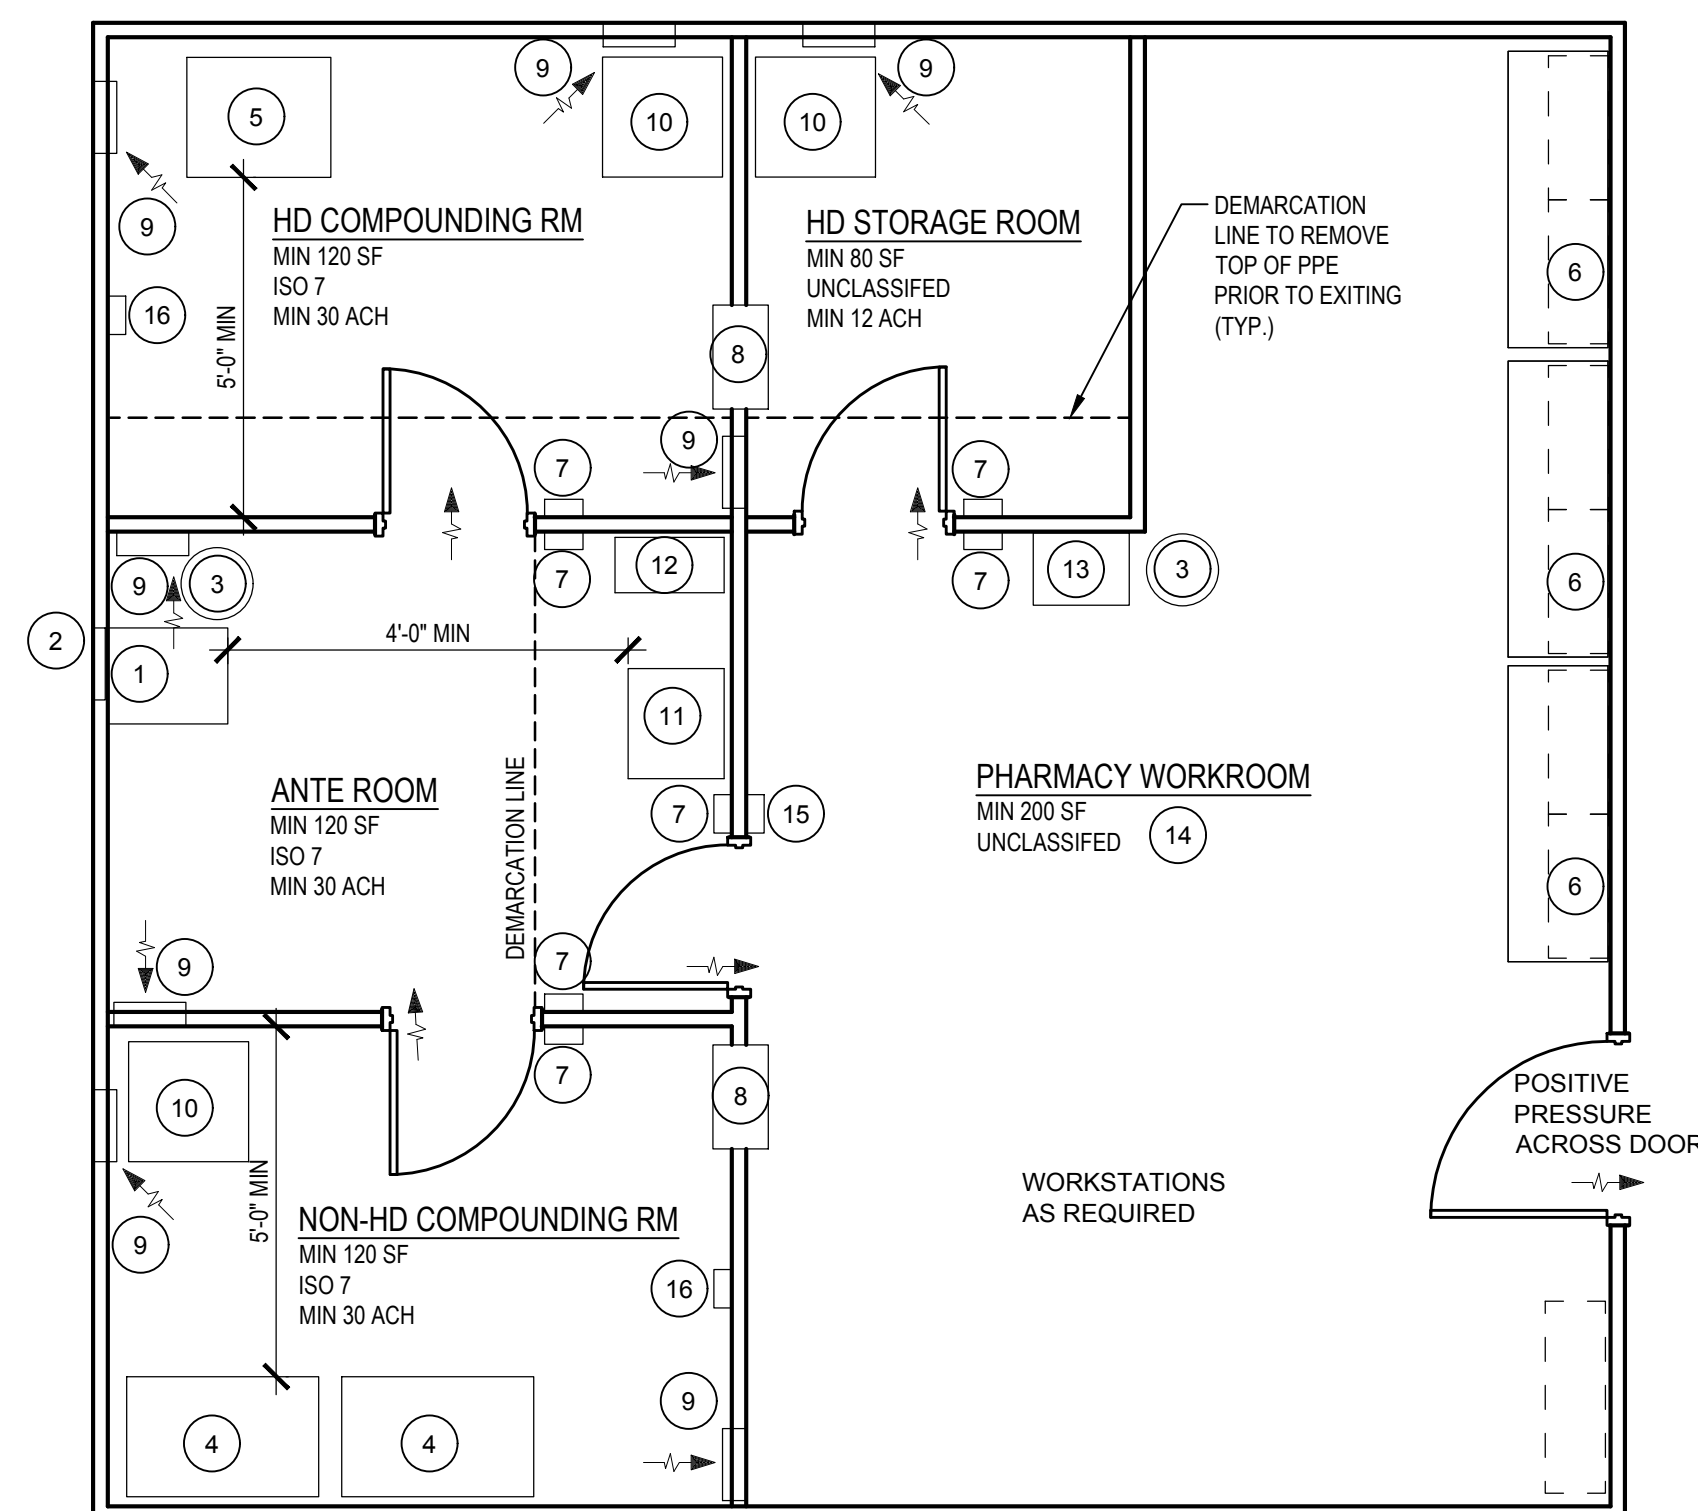 9
9
5
10
10
DEMARCATION
LINE TO REMOVE
TOP OF PPE
PRIOR TO EXITING
(TYP.)
9
HD COMPOUNDING RM
MIN 120 SF
ISO 7
MIN 30 ACH
HD STORAGE ROOM
MIN 80 SF
UNCLASSIFED
MIN 12 ACH
6
16
5'-0" MIN
8
9
7
7
9
3
7
12
7
13
3
6
2
4'-0" MIN
1
11
ANTE ROOM
MIN 120 SF
ISO 7
MIN 30 ACH
DEMARCATION LINE
7
15
PHARMACY WORKROOM
MIN 200 SF
UNCLASSIFED
14
6
9
7
10
7
8
POSITIVE
PRESSURE
ACROSS DOOR
5'-0" MIN
9
NON-HD COMPOUNDING RM
MIN 120 SF
ISO 7
MIN 30 ACH
16
WORKSTATIONS
AS REQUIRED
9
4
4